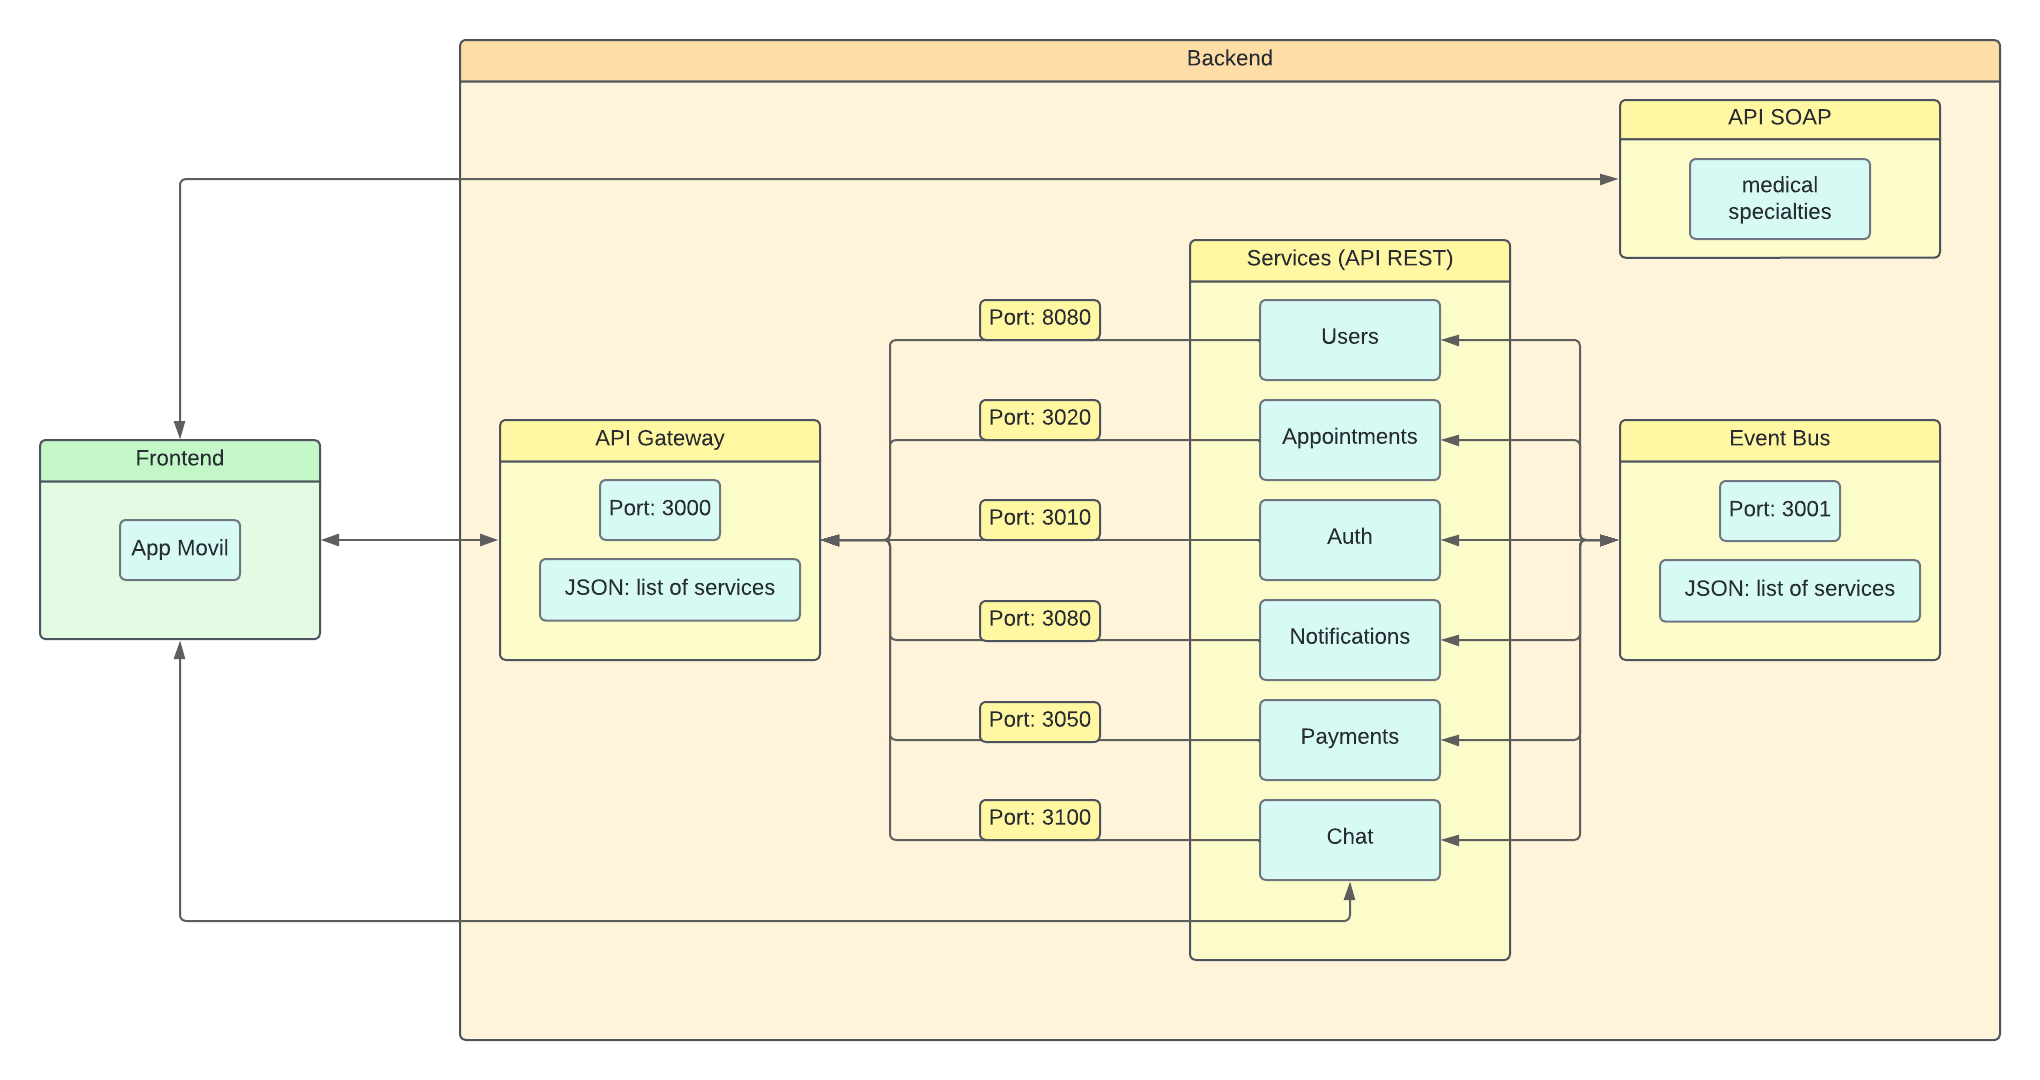 Backend
API SOAP
medical
specialties
Services (API REST)
Port: 8080
Users
Port: 3020
Appointments
Frontend
App Movil
API Gateway
Port: 3000
JSON: list of services
Port: 3010
Auth
Event Bus
Port: 3001
JSON: list of services
Port: 3080
Notifications
Port: 3050
Payments
Port: 3100
Chat